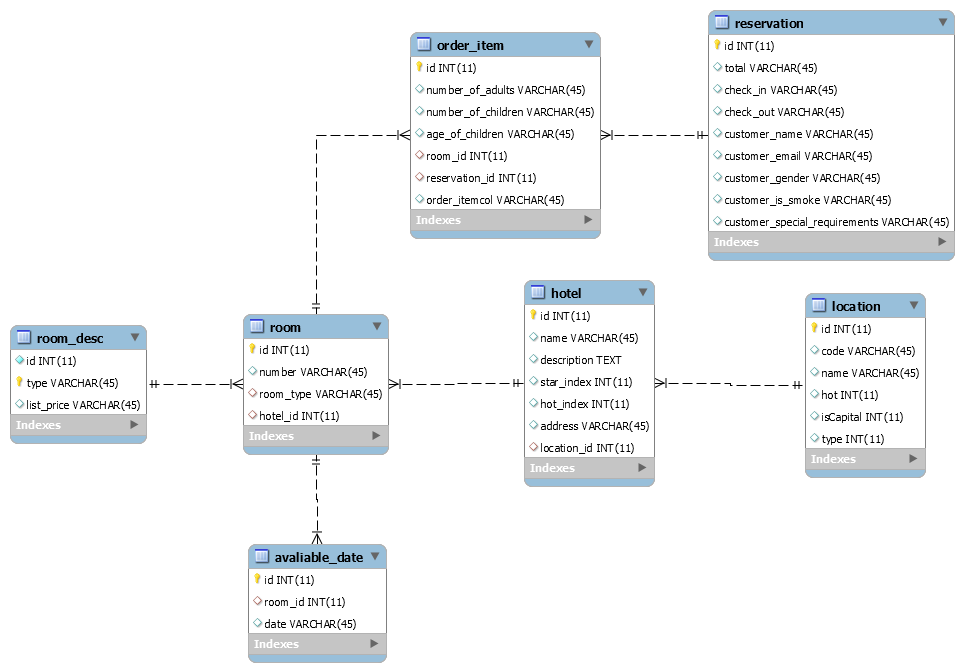 order_item
id INT(11)
number_of_adults VARCHAR(45)
number_of_children VARCHAR(45)
age_of_children VARCHAR(45)
room_id INT(11)
reservation_id INT(11)
order_itemcol VARCHAR(45)
Indexes
reservation
id INT(11)
total VARCHAR(45)
check_in VARCHAR(45)
check_out VARCHAR(45)
customer_name VARCHAR(45)
customer_email VARCHAR(45)
customer_gender VARCHAR(45)
customer_is_smoke VARCHAR(45)
customer_special_requirements VARCHAR(45)
Indexes
room_desc
id INT(11)
type VARCHAR(45)
list_price VARCHAR(45)
Indexes
room
id INT(11)
number VARCHAR(45)
room_type VARCHAR(45)
hotel_id INT(11)
Indexes
hotel
id INT(11)
name VARCHAR(45)
description TEXT
star_index INT(11)
hot_index INT(11)
address VARCHAR(45)
location_id INT(11)
Indexes
location
id INT(11)
code VARCHAR(45)
name VARCHAR(45)
hot INT(11)
isCapital INT(11)
type INT(11)
Indexes
avaliable_date
id INT(11)
room_id INT(11)
date VARCHAR(45)
Indexes